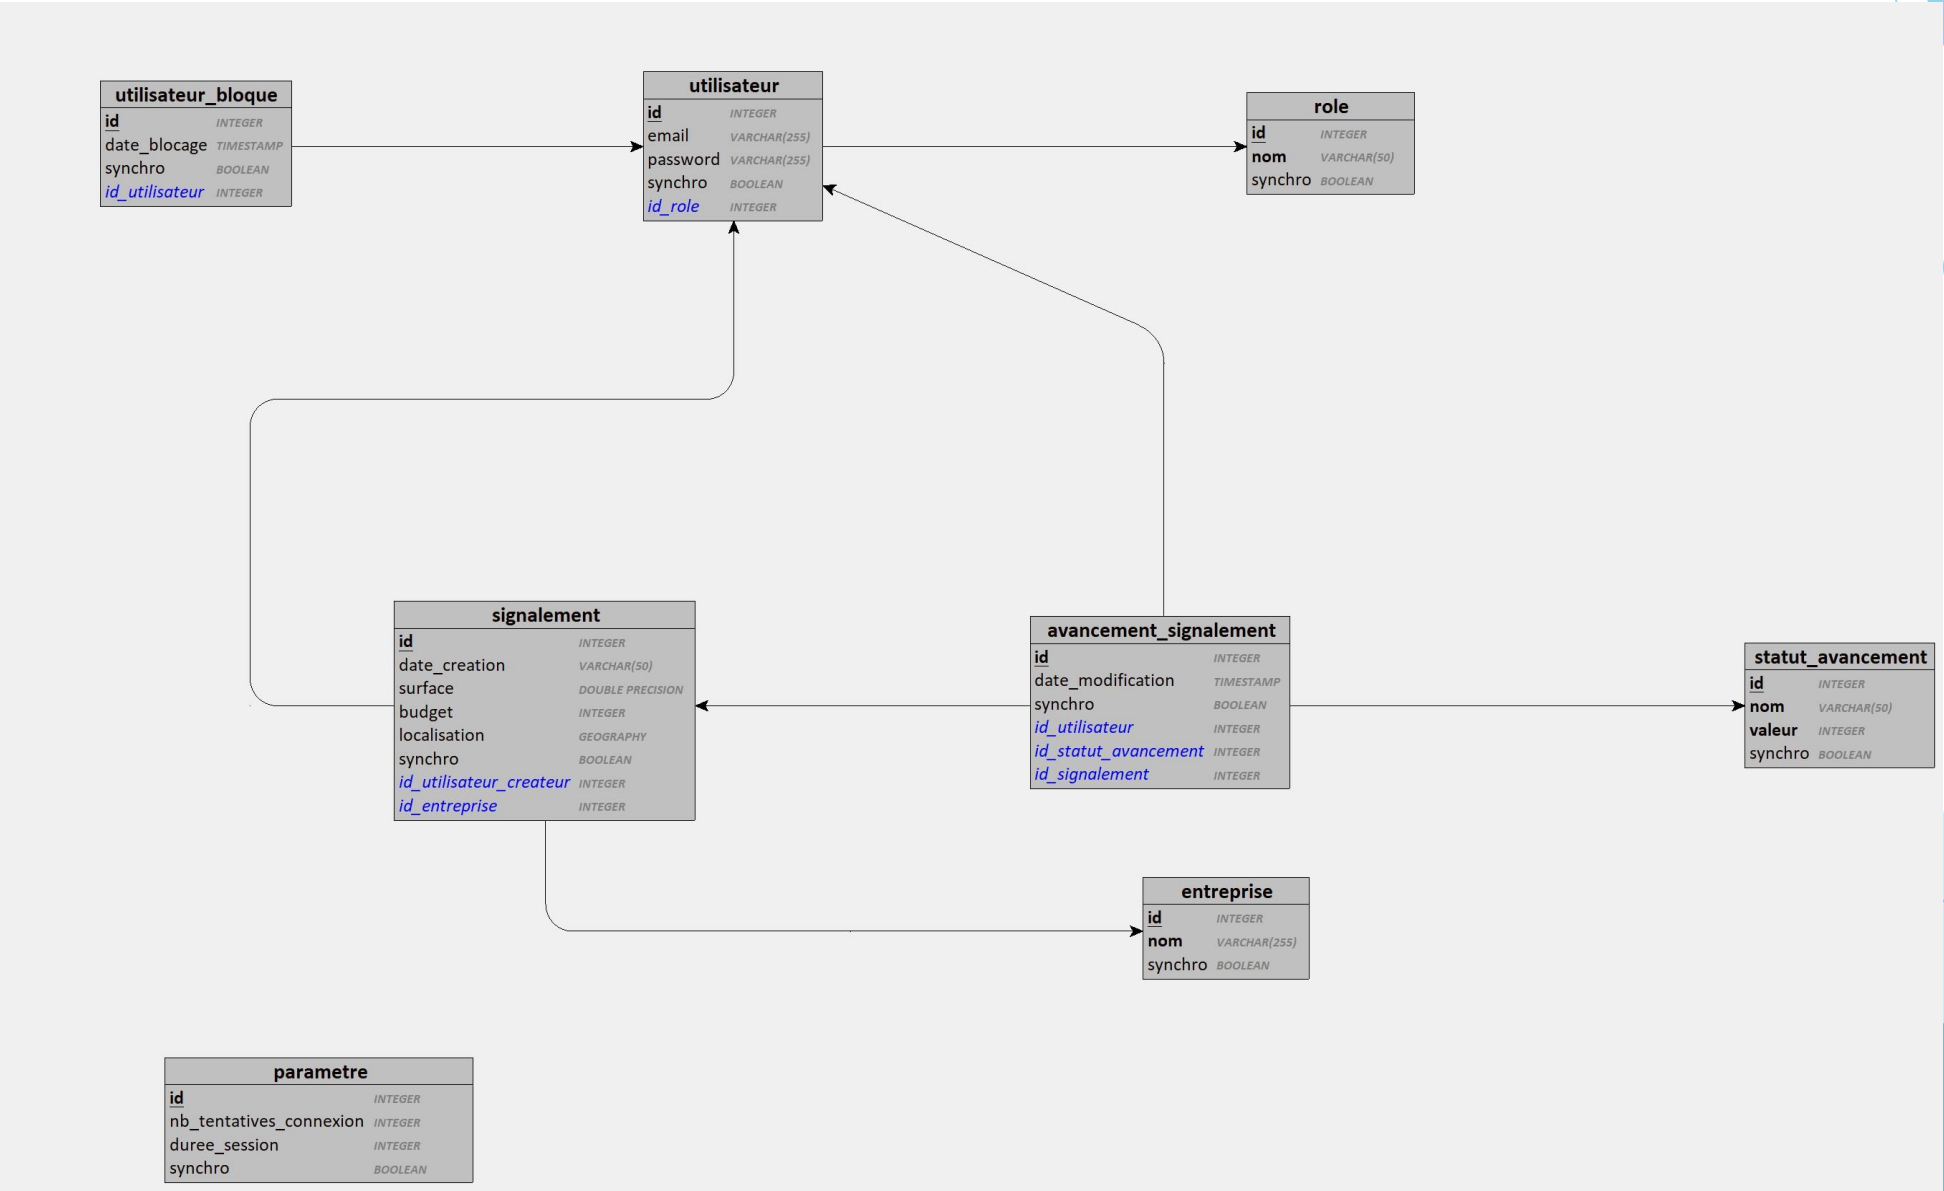 utilisateur_bloque
id INTEGER
date_blocage TIMESTAMP
synchro BOOLEAN
id_utilisateur INTEGER
utilisateur
id INTEGER
email VARCHAR(255)
password VARCHAR(255)
synchro BOOLEAN
id_role INTEGER
role
id INTEGER
nom VARCHAR(50)
synchro BOOLEAN
signalement
id INTEGER
date_creation VARCHAR(50)
surface DOUBLE PRECISION
budget INTEGER
localisation GEOGRAPHY
synchro BOOLEAN
id_utilisateur_createur INTEGER
id_entreprise INTEGER
avancement_signalement
id INTEGER
date_modification TIMESTAMP
synchro BOOLEAN
id_utilisateur INTEGER
id_statut_avancement INTEGER
id_signalement INTEGER
statut_avancement
id INTEGER
nom VARCHAR(50)
valeur INTEGER
synchro BOOLEAN
entreprise
id INTEGER
nom VARCHAR(255)
synchro BOOLEAN
parametre
id INTEGER
nb_tentatives_connexion INTEGER
duree_session INTEGER
synchro BOOLEAN